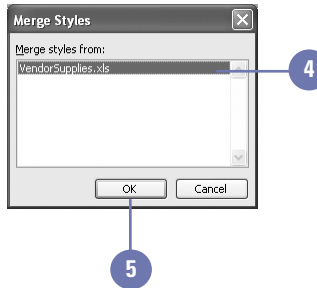 Merge Styles
Merge styles from:
VendorSupplies.xls
4
OK
Cancel
5